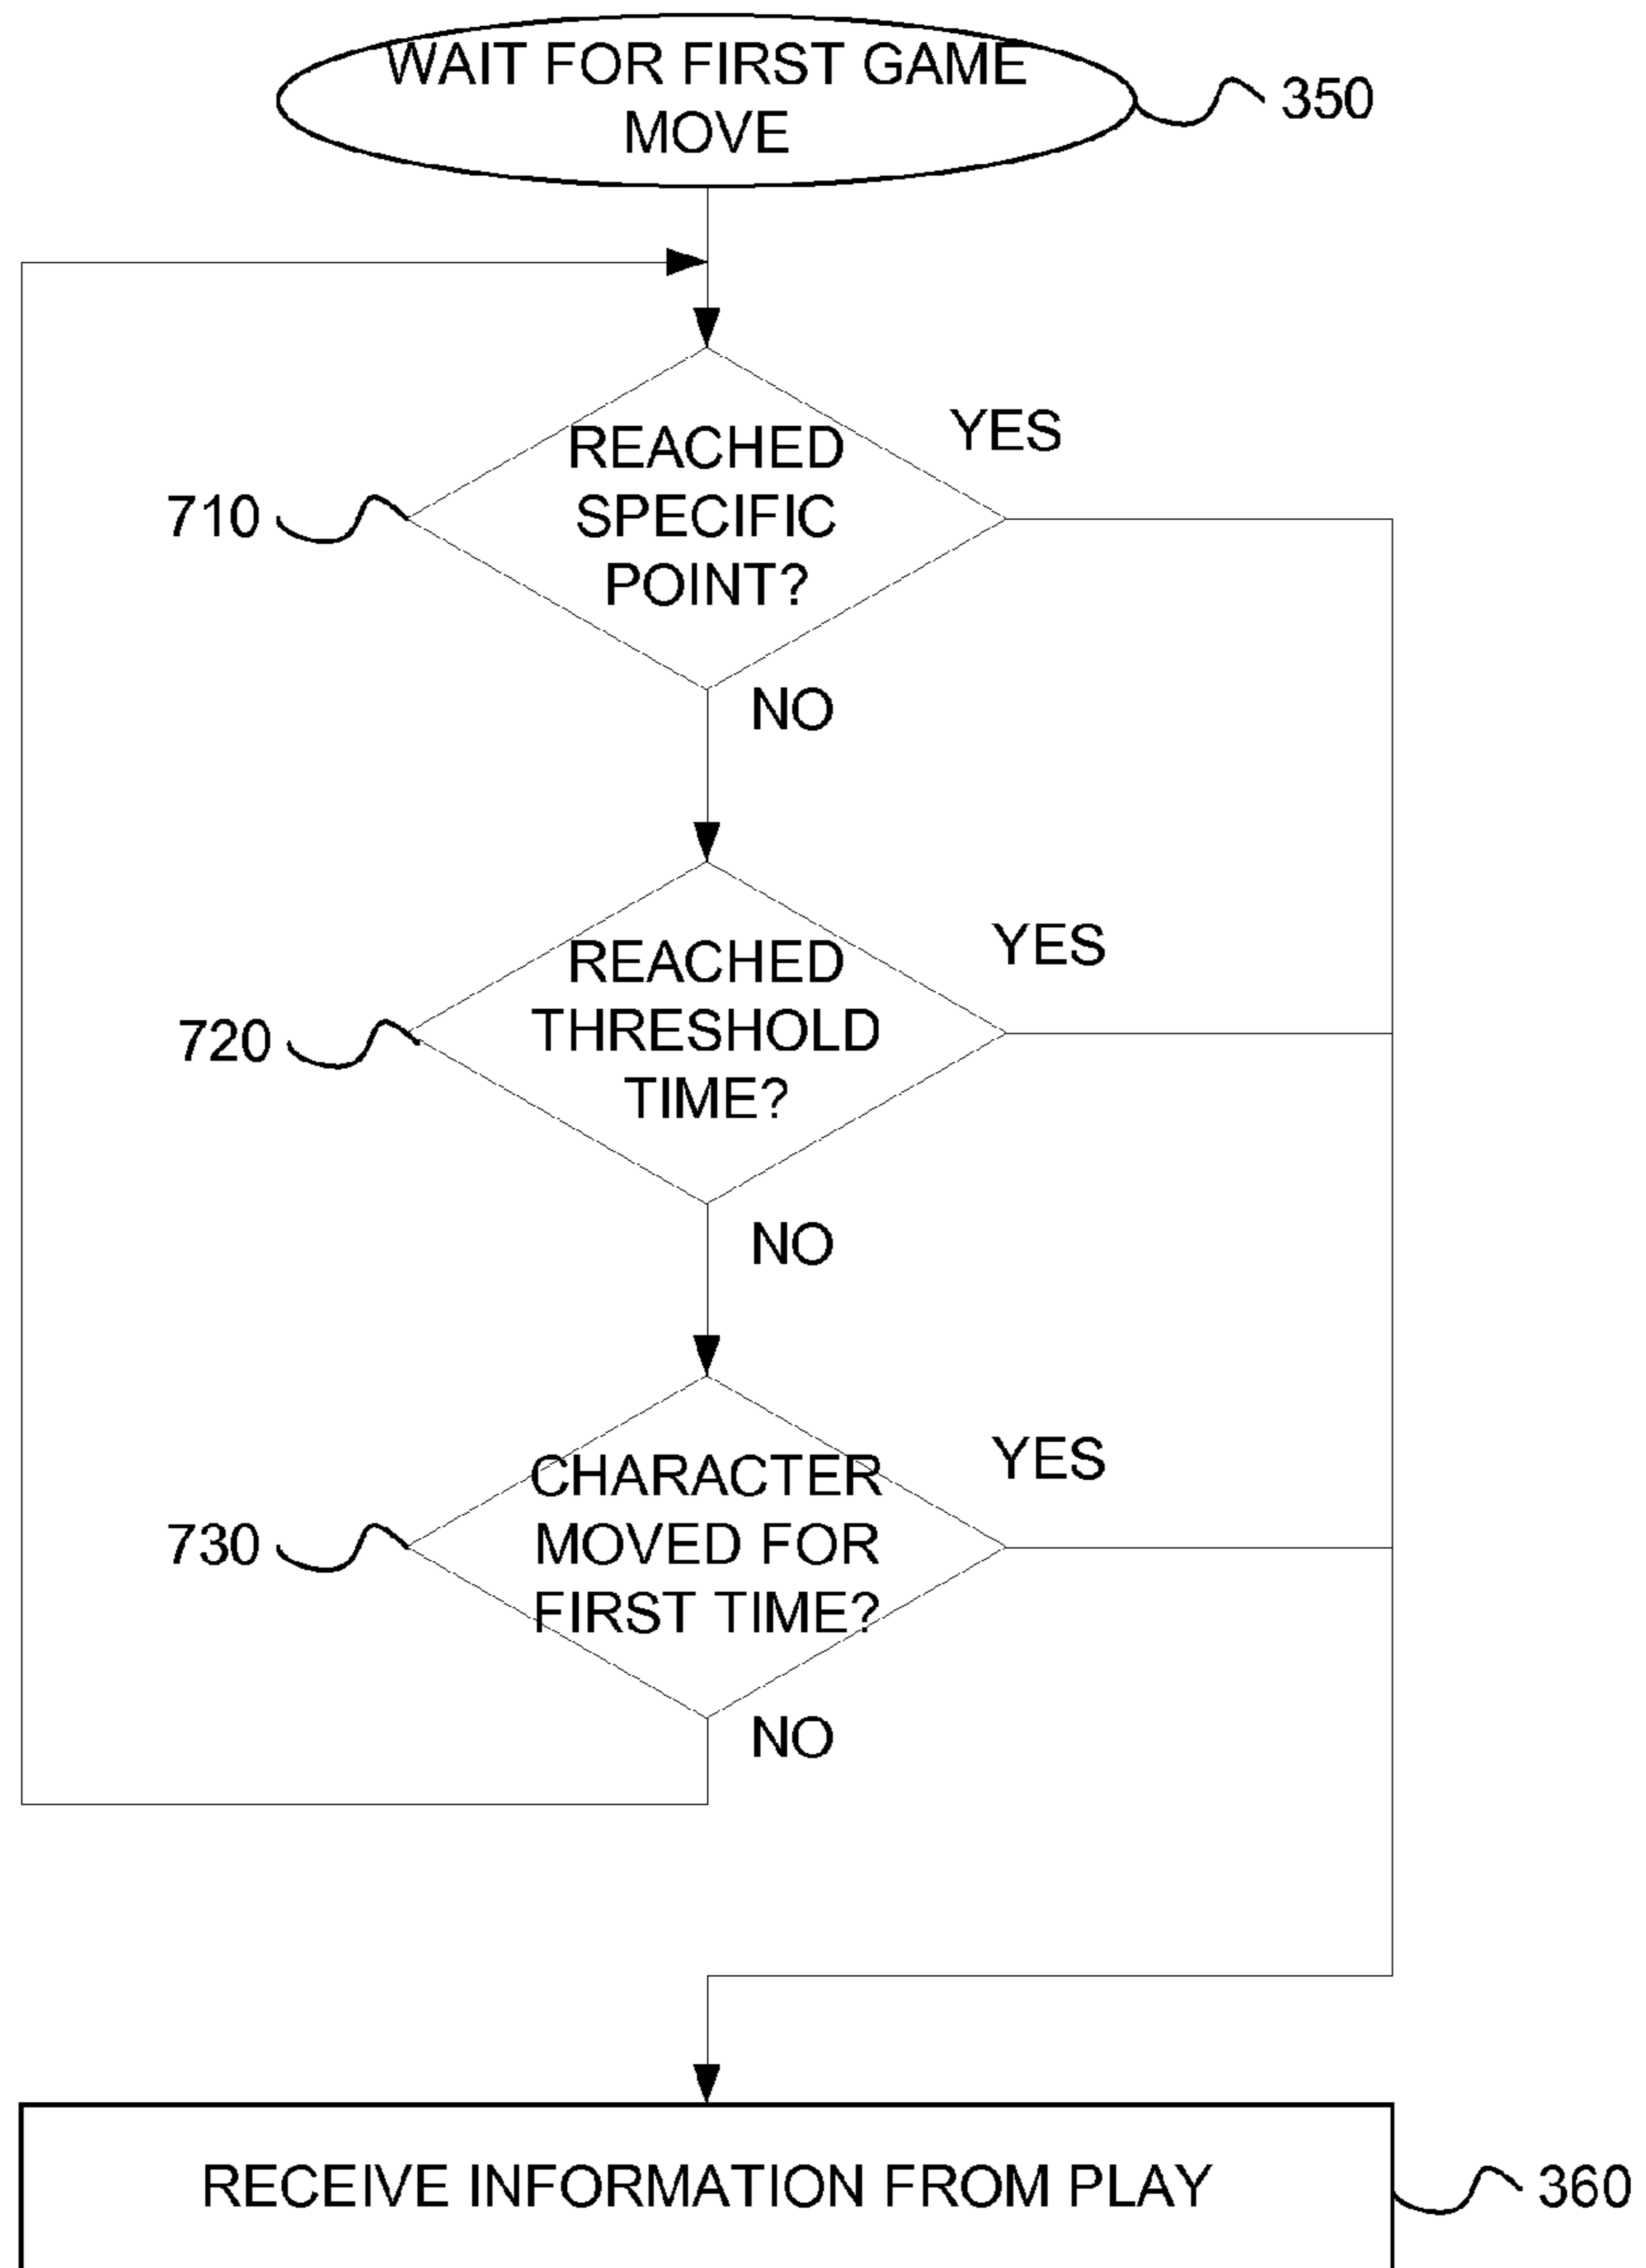 WAIT FOR FIRST GAME
MOVE
350
REACHED
SPECIFIC
POINT?
YES
710
NO
REACHED
THRESHOLD
TIME?
YES
720
NO
CHARACTER
MOVED FOR
FIRST TIME?
YES
730
NO
RECEIVE INFORMATION FROM PLAY
360